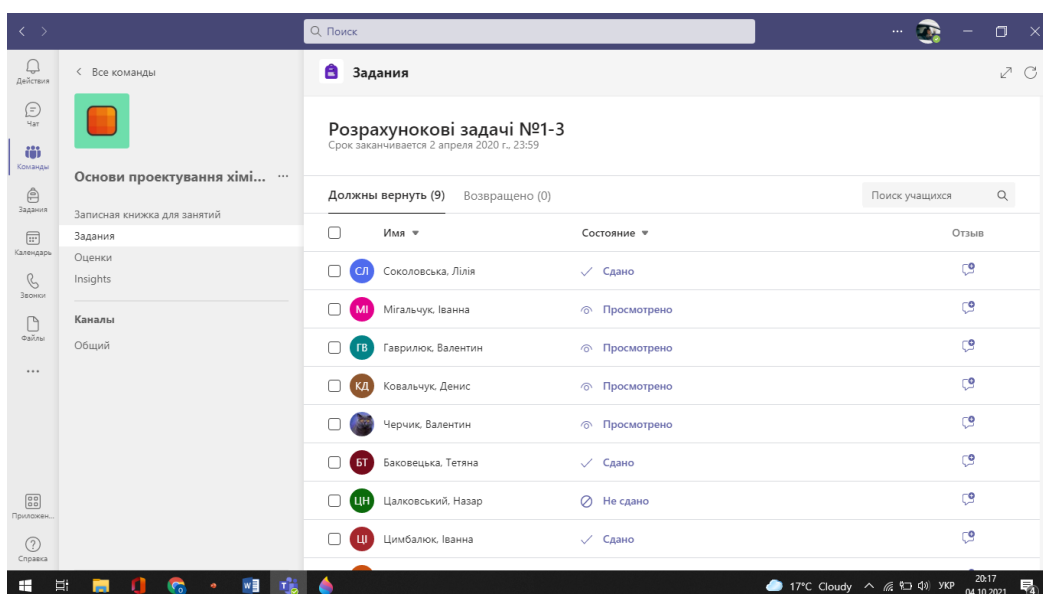 Поиск
Действия
Чат
Команды
Задания
Календарь
Звонки
Файлы
Приложен...
Справка
Все команды
Основи проектування хімі...
Записная книжка для занятий
Задания
Оценки
Insights
Каналы
Общий
Задания
Розрахунокові задачі №1-3
Срок заканчивается 2 апреля 2020 г., 23:59
Должны вернуть (9) Возвращено (0) Поиск учащихся
Имя Состояние Отзыв
СЛ Соколовська, Лілія Сдано
МІ Мігальчук, Іванна Просмотрено
ГВ Гаврилюк, Валентин Просмотрено
КД Ковальчук, Денис Просмотрено
Черчик, Валентин Просмотрено
БТ Баковецька, Тетяна Сдано
ЦН Цалковський, Назар Не сдано
ЦІ Цимбалюк, Іванна Сдано
17°C Cloudy УКР 20:17
04.10.2021